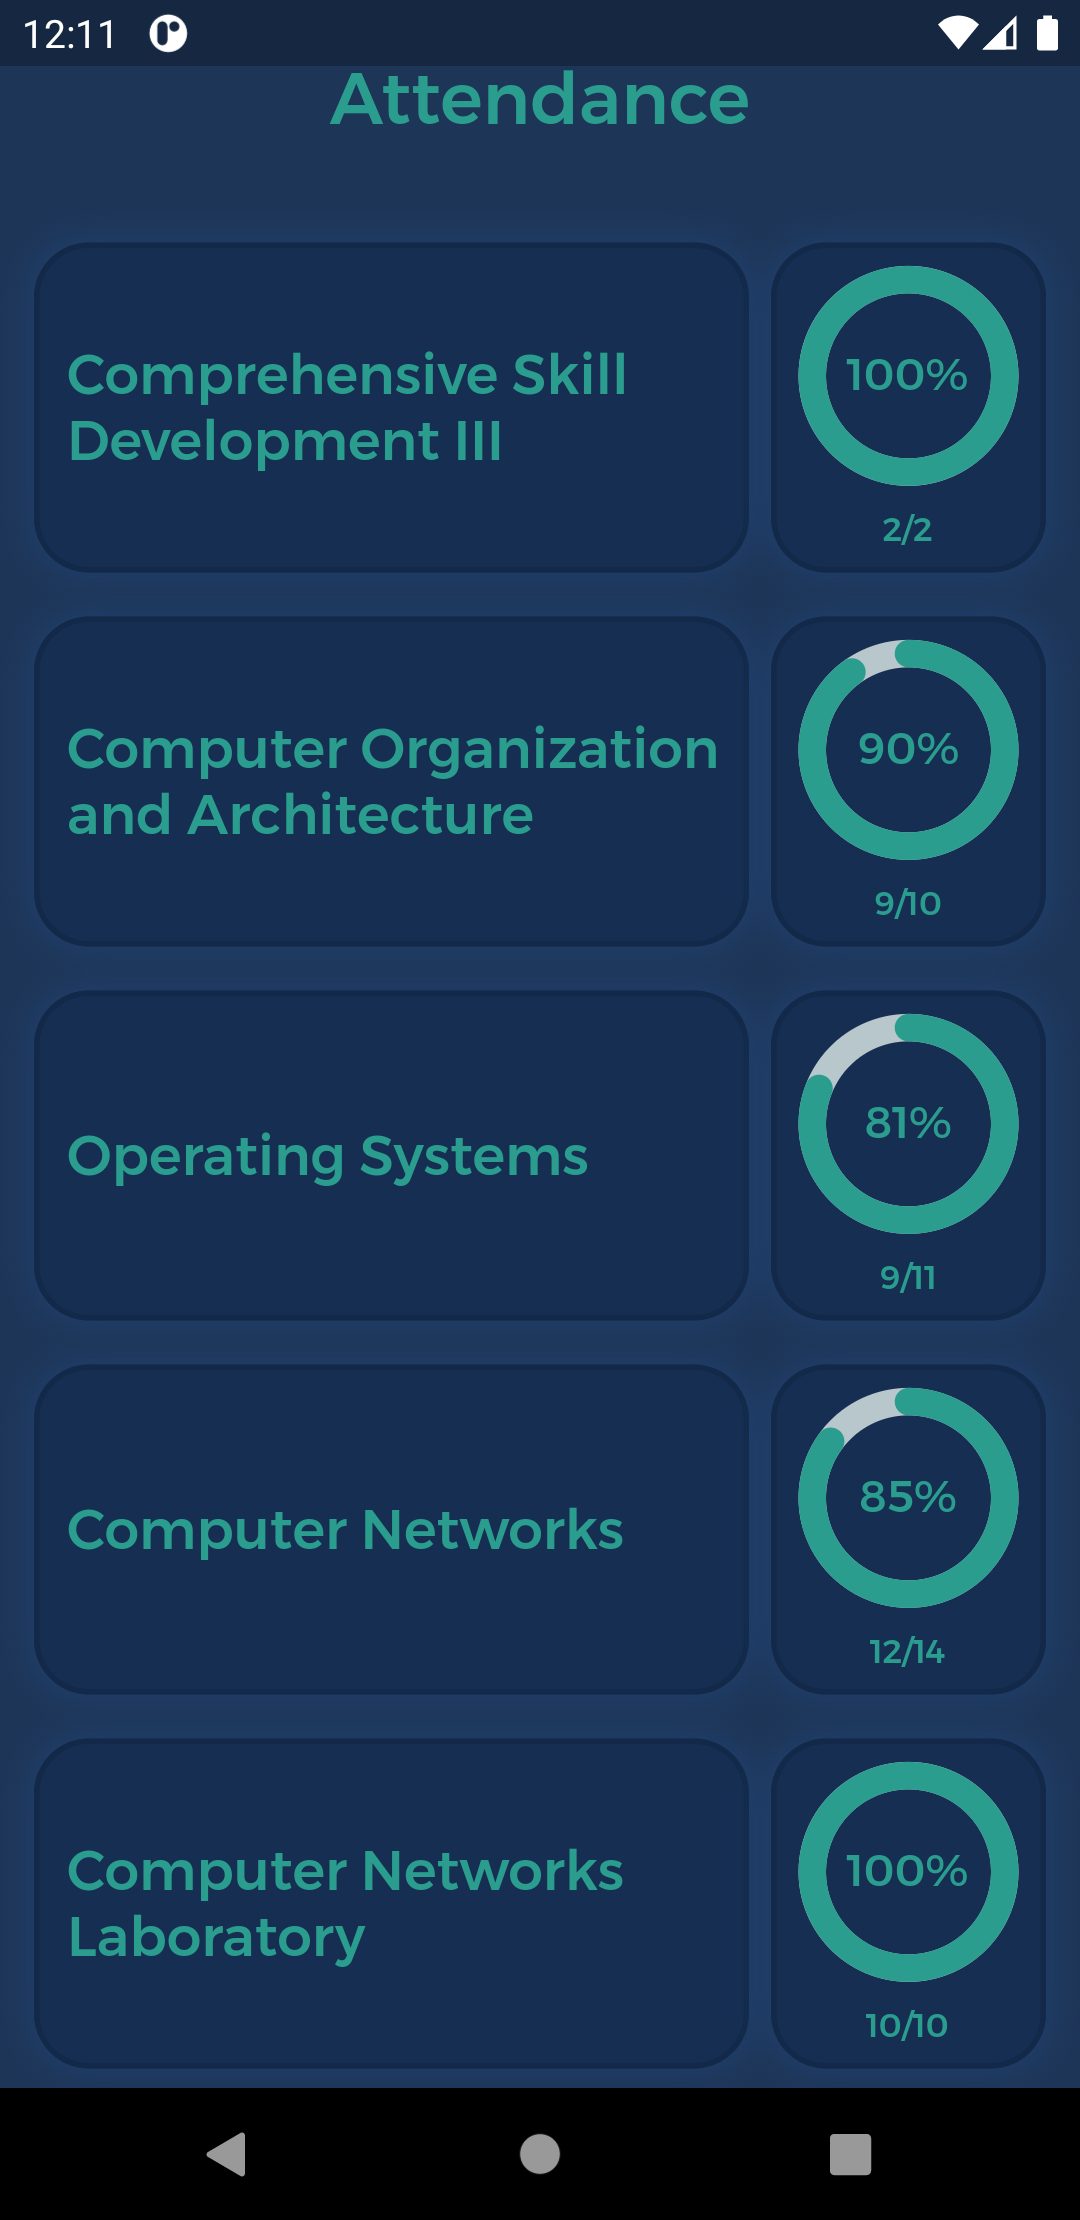 12:11
Attendance
Comprehensive Skill
Development III
100%
2/2
Computer Organization
and Architecture
90%
9/10
Operating Systems
81%
9/11
Computer Networks
85%
12/14
Computer Networks
Laboratory
100%
10/10